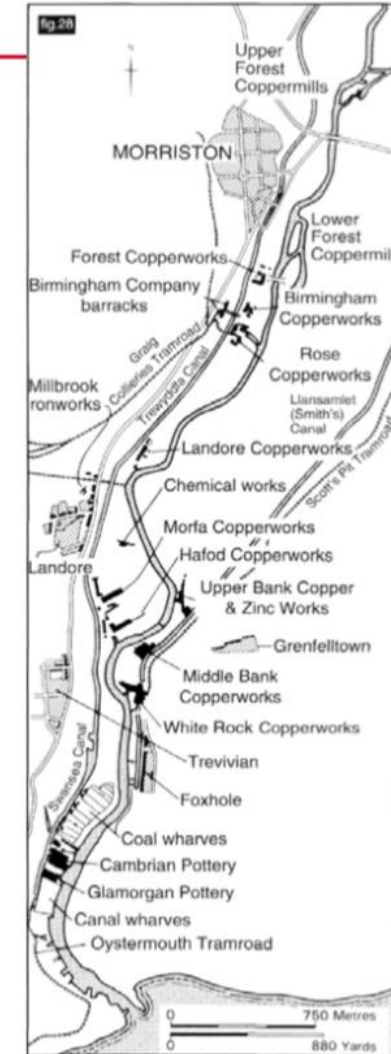 fig.28
N
Upper
Forest
Coppermills
MORRISTON
Lower
Forest
Coppermil
Forest Copperworks
Birmingham Company
barracks
Birmingham
Copperworks
Graig
Collieries Tramroad
Trewyddfa Canal
Rose
Copperworks
Llansamlet
(Smith's)
Canal
Scott's Pit Tramroad
Millbrook
ronworks
Landore Copperworks
Chemical works
Morfa Copperworks
Hafod Copperworks
Landore
Upper Bank Copper
& Zinc Works
Grenfelltown
Middle Bank
Copperworks
White Rock Copperworks
Trevivian
Swansea Canal
Foxhole
Coal wharves
Cambrian Pottery
Glamorgan Pottery
Canal wharves
Oystermouth Tramroad
0 750 Metres
0 880 Yards